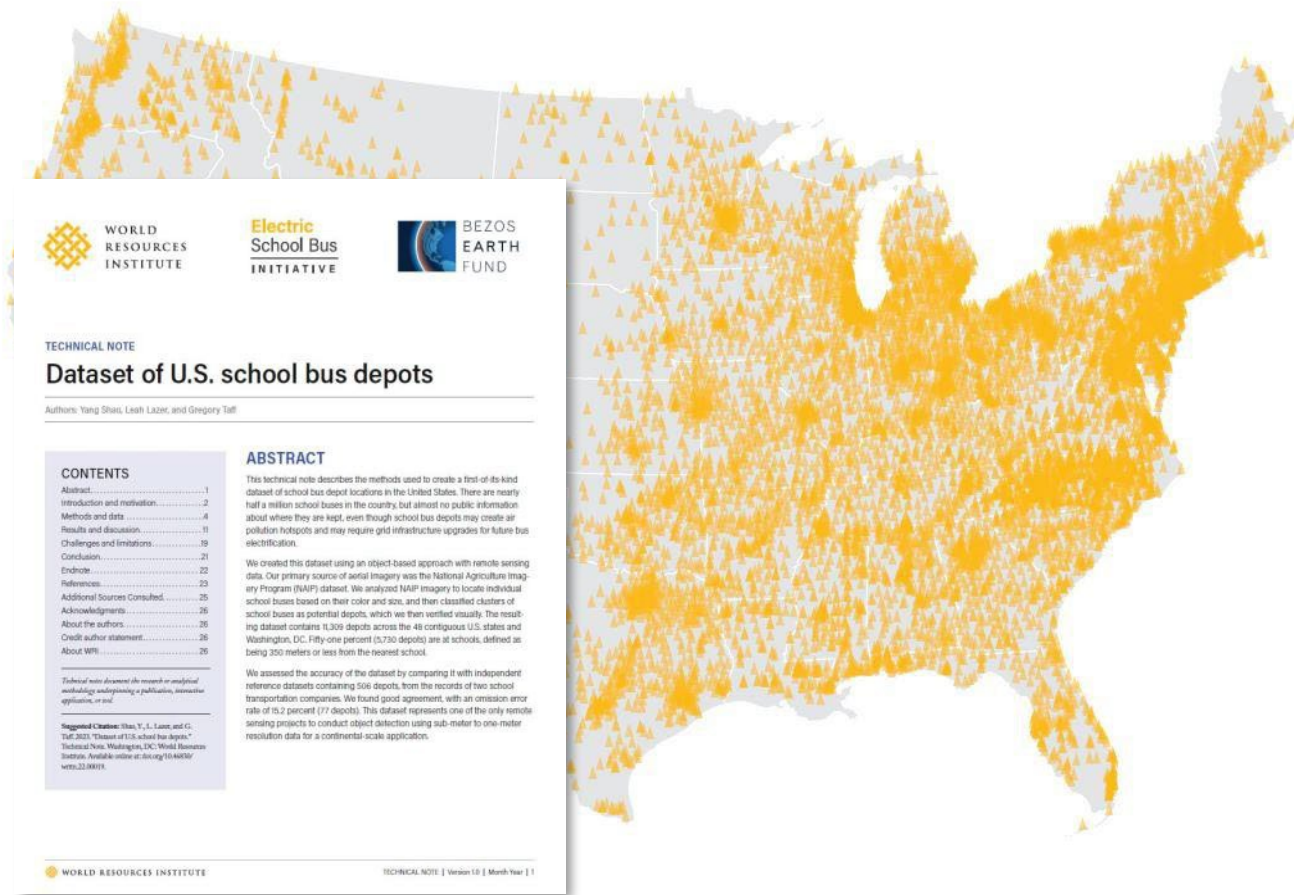 WORLD
RESOURCES
INSTITUTE
Electric
School Bus
INITIATIVE
BEZOS
EARTH
FUND
TECHNICAL NOTE
Dataset of U.S. school bus depots
Authors: Yang Shao, Leah Lazer, and Gregory Taff
CONTENTS
Abstract.....1
Introduction and motivation.....2
Methods and data.....4
Results and discussion.....11
Challenges and limitations.....19
Conclusion.....21
Endnote.....22
References.....23
Additional Sources Consulted.....25
Acknowledgments.....26
About the authors.....26
Credit author statement.....26
About WRI.....26
Technical notes document the research or analytical
methodology underpinning a publication, interactive
application, or tool.
Suggested Citation: Shao, Y., L. Lazer, and G.
Taff. 2023. “Dataset of U.S. school bus depots.”
Technical Note. Washington, DC: World Resources
Institute. Available online at: doi.org/10.46830/
writn.22.00019.
ABSTRACT
This technical note describes the methods used to create a first-of-its-kind
dataset of school bus depot locations in the United States. There are nearly
half a million school buses in the country, but almost no public information
about where they are kept, even though school bus depots may create air
pollution hotspots and may require grid infrastructure upgrades for future bus
electrification.
We created this dataset using an object-based approach with remote sensing
data. Our primary source of aerial imagery was the National Agriculture Imag-
ery Program (NAIP) dataset. We analyzed NAIP imagery to locate individual
school buses based on their color and size, and then classified clusters of
school buses as potential depots, which we then verified visually. The result-
ing dataset contains 11,309 depots across the 48 contiguous U.S. states and
Washington, DC. Fifty-one percent (5,730 depots) are at schools, defined as
being 350 meters or less from the nearest school.
We assessed the accuracy of the dataset by comparing it with independent
reference datasets containing 506 depots, from the records of two school
transportation companies. We found good agreement, with an omission error
rate of 15.2 percent (77 depots). This dataset represents one of the only remote
sensing projects to conduct object detection using sub-meter to one-meter
resolution data for a continental-scale application.
WORLD RESOURCES INSTITUTE
TECHNICAL NOTE | Version 1.0 | Month Year | 1